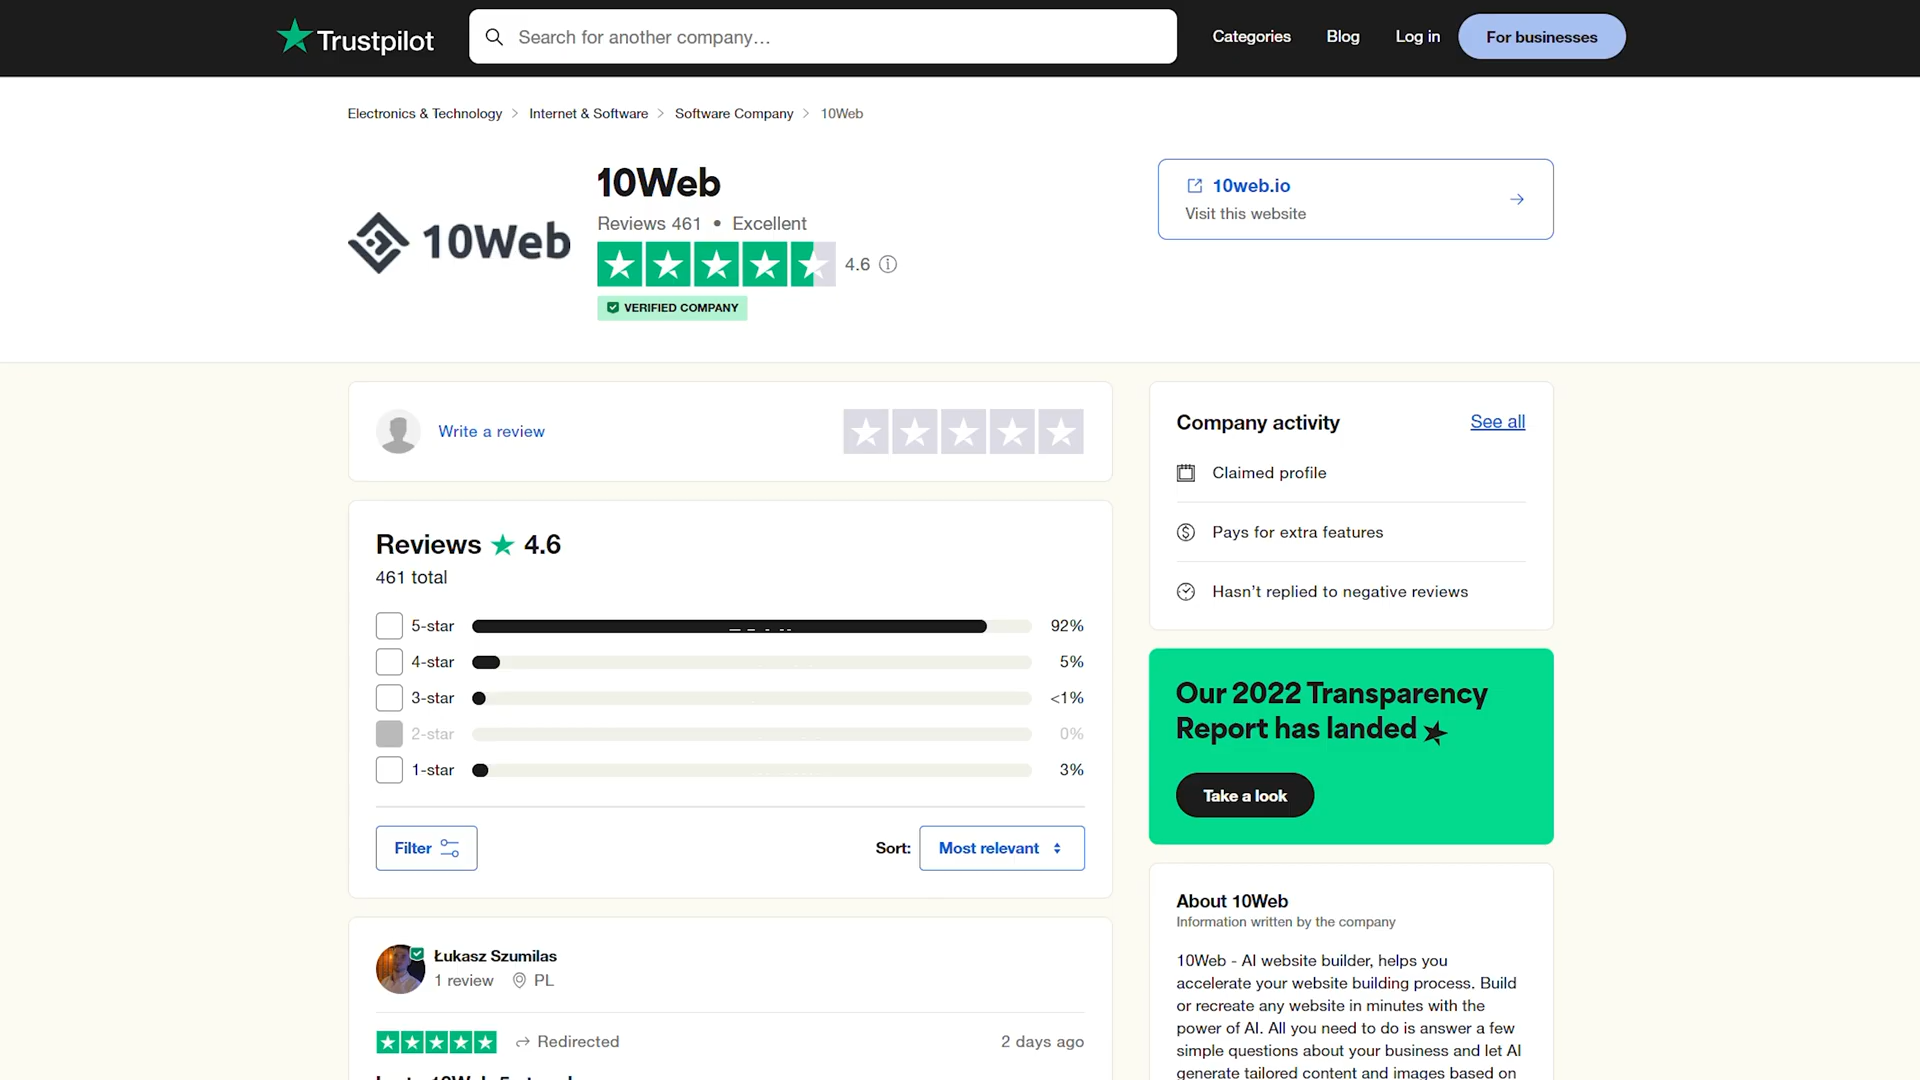 Trustpilot
Search for another company...
Categories
Blog
Log in
For businesses
Electronics & Technology
Internet & Software
Software Company
10Web
10Web
10Web
Reviews 461 • Excellent
4.6
VERIFIED COMPANY
10web.io
Visit this website
Write a review
Company activity
See all
Claimed profile
Pays for extra features
Hasn't replied to negative reviews
Reviews 4.6
461 total
5-star 92%
4-star 5%
3-star <1%
2-star 0%
1-star 3%
Filter
Sort: Most relevant
Our 2022 Transparency
Report has landed
Take a look
Łukasz Szumilas
1 review PL
Redirected
2 days ago
About 10Web
Information written by the company
10Web - AI website builder, helps you
accelerate your website building process. Build
or recreate any website in minutes with the
power of AI. All you need to do is answer a few
simple questions about your business and let AI
generate tailored content and images based on